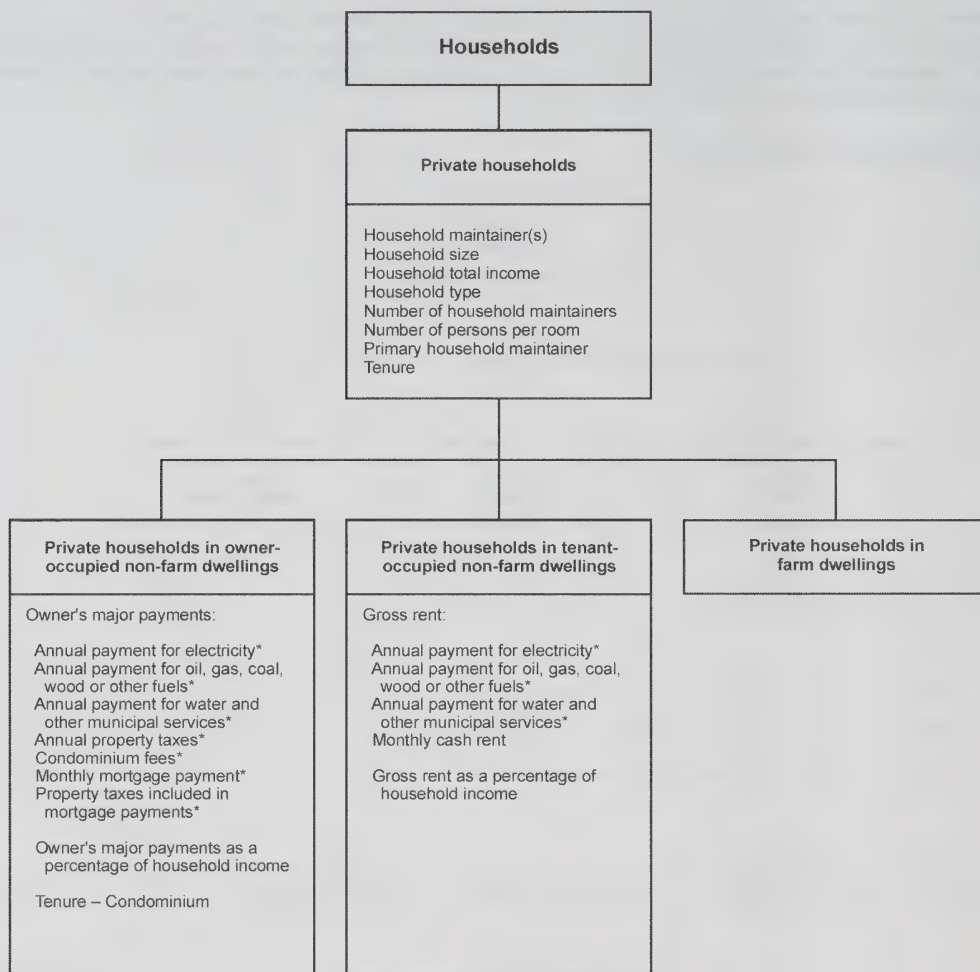 Households
Private households
Household maintainer(s)
Household size
Household total income
Household type
Number of household maintainers
Number of persons per room
Primary household maintainer
Tenure
Private households in owner-
occupied non-farm dwellings
Owner's major payments:
Annual payment for electricity*
Annual payment for oil, gas, coal,
wood or other fuels*
Annual payment for water and
other municipal services*
Annual property taxes*
Condominium fees*
Monthly mortgage payment*
Property taxes included in
mortgage payments*
Owner's major payments as a
percentage of household income
Tenure – Condominium
Private households in tenant-
occupied non-farm dwellings
Gross rent:
Annual payment for electricity*
Annual payment for oil, gas, coal,
wood or other fuels*
Annual payment for water and
other municipal services*
Monthly cash rent
Gross rent as a percentage of
household income
Private households in
farm dwellings